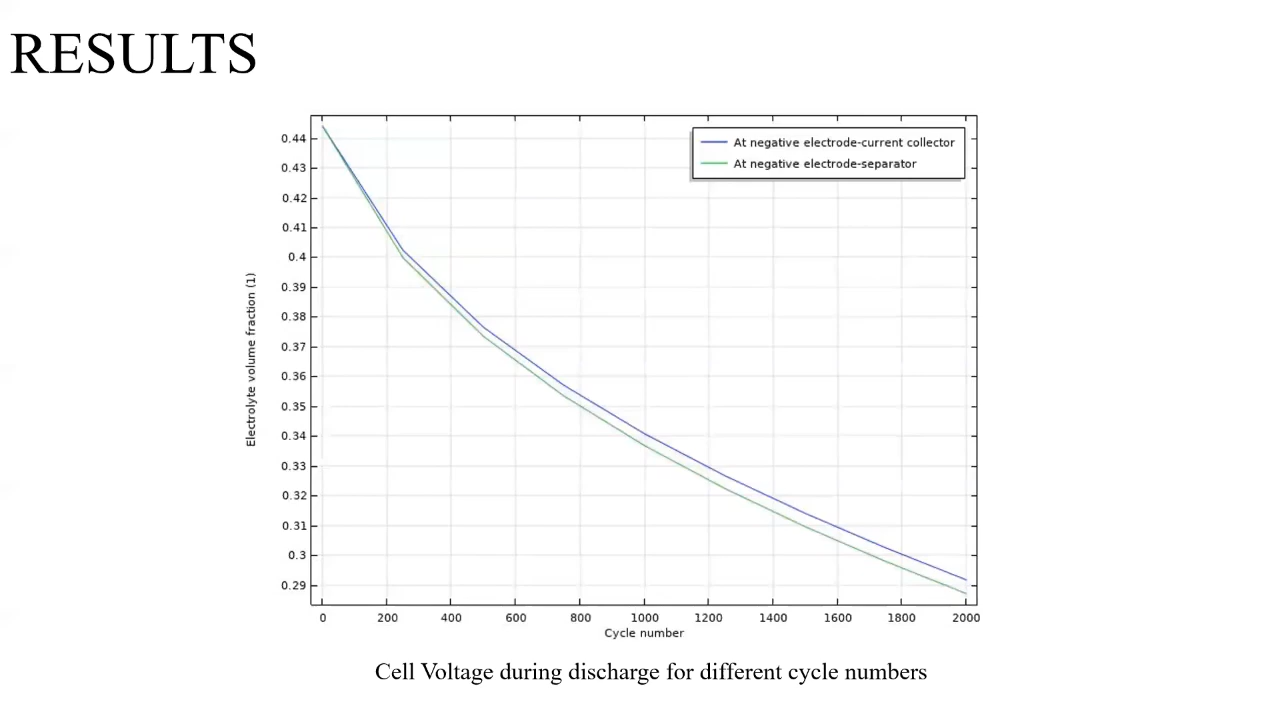 RESULTS
At negative electrode-current collector
At negative electrode-separator
0.44
0.43
0.42
0.41
0.4
0.39
0.38
0.37
0.36
0.35
0.34
0.33
0.32
0.31
0.3
0.29
Electrolyte volume fraction (1)
0 200 400 600 800 1000 1200 1400 1600 1800 2000
Cycle number
Cell Voltage during discharge for different cycle numbers